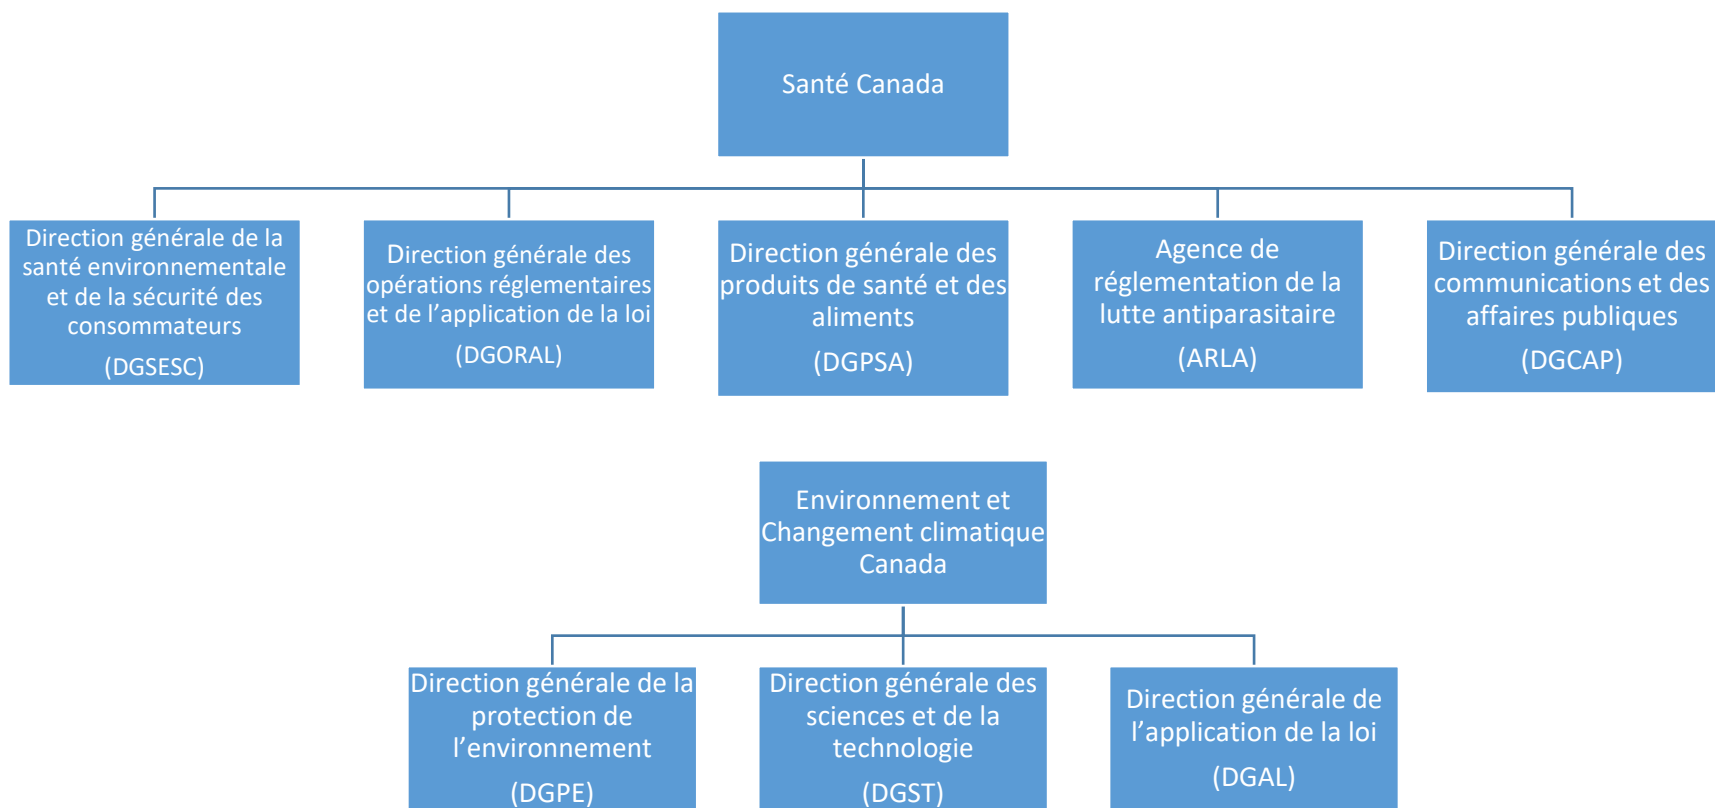 Santé Canada
Direction générale de la
santé environnementale
et de la sécurité des
consommateurs
(DGSESC)
Direction générale des
opérations réglementaires
et de l’application de la loi
(DGORAL)
Direction générale des
produits de santé et des
aliments
(DGPSA)
Agence de
réglementation de la
lutte antiparasitaire
(ARLA)
Direction générale des
communications et des
affaires publiques
(DGCAP)
Environnement et
Changement climatique
Canada
Direction générale de la
protection de
l’environnement
(DGPE)
Direction générale des
sciences et de la
technologie
(DGST)
Direction générale de
l’application de la loi
(DGAL)